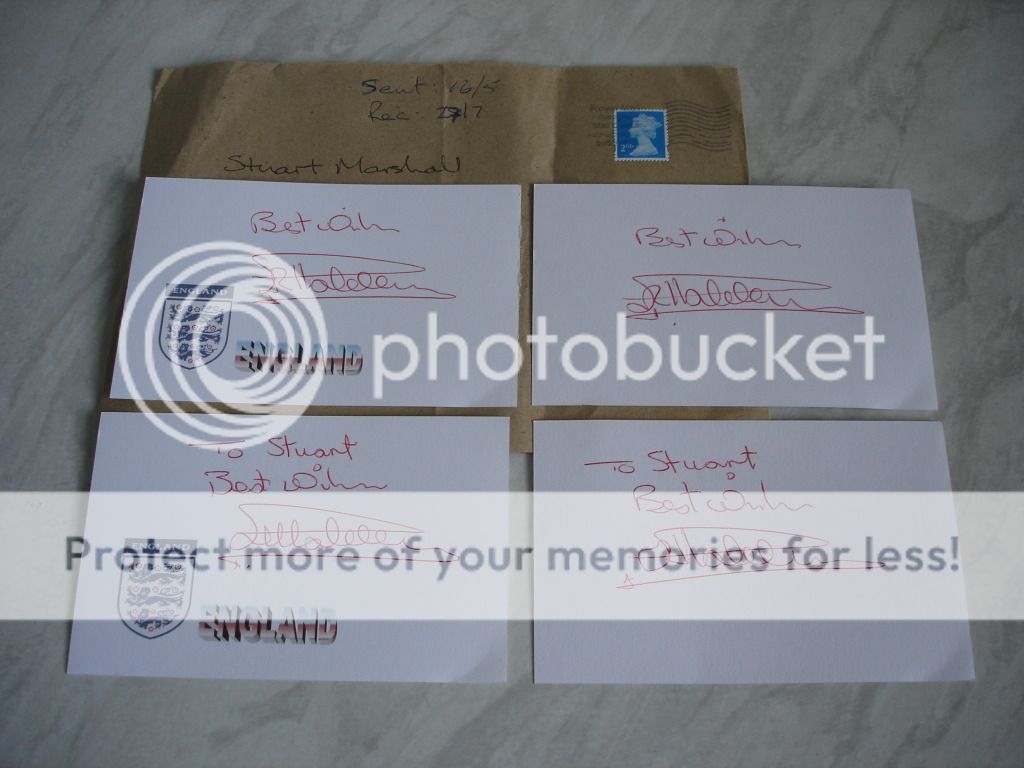 Sent: 16/5
Rec: 27/7
2nd
Stuart Marshall
Best Wishes
ENGLAND
ENGLAND
Best Wishes
photobucket
To Stuart
Best Wishes
ENGLAND
ENGLAND
To Stuart
Best Wishes
Protect more of your memories for less!